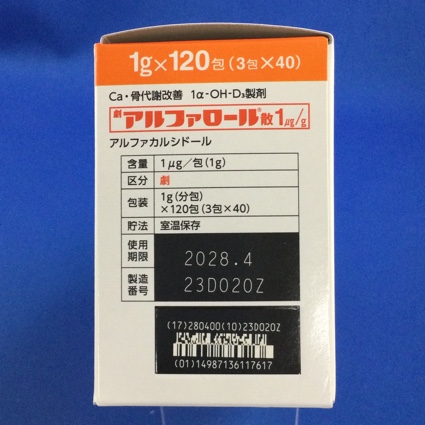 1g×120包(3包×40)
Ca・骨代謝改善 1α-OH-D₃製剤
劇 アルファロール®散1μg/g
アルファカルシドール
含量 1μg/包(1g)
区分 劇
包装 1g(分包)
×120包(3包×40)
貯法 室温保存
使用期限 2028.4
製造番号 23D020Z
(17)280400(10)23D020Z
(01)14987136117617